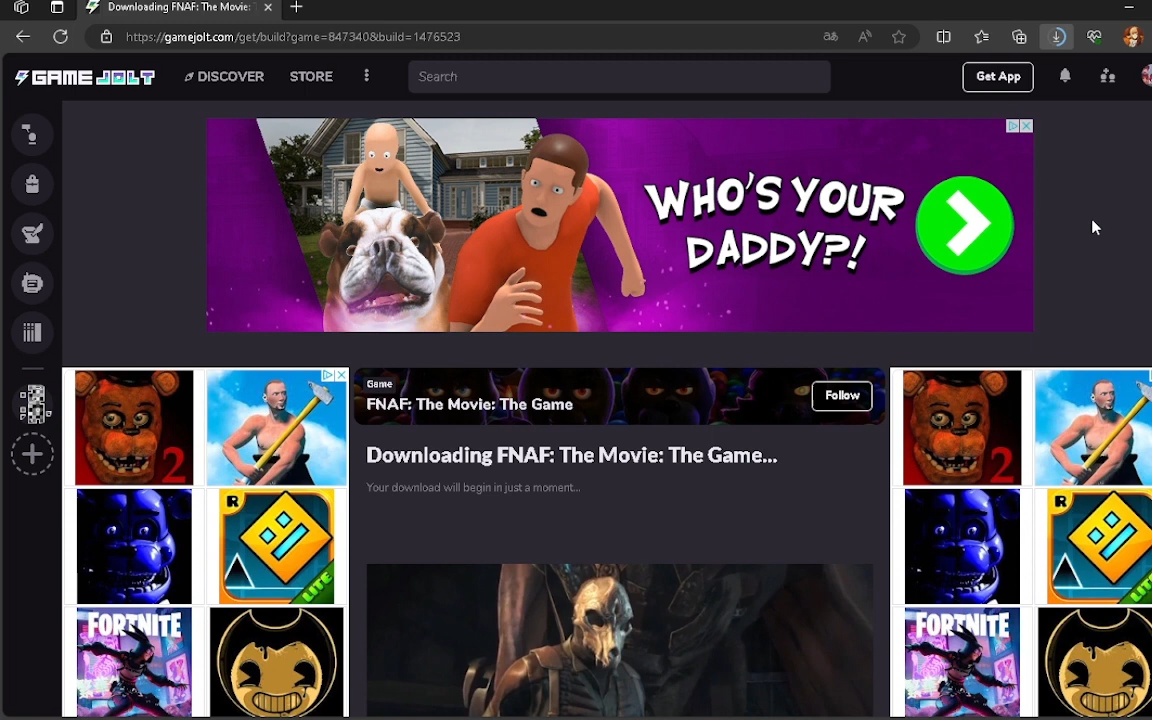 Downloading FNAF: The Movie:
https://gamejolt.com/get/build?game=847340&build=1476523
GAME JOLT
DISCOVER
STORE
Search
Get App
WHO'S YOUR
DADDY?!
Game
FNAF: The Movie: The Game
Follow
Downloading FNAF: The Movie: The Game...
Your download will begin in just a moment...
2
2
R
LITE
R
LITE
FORTNITE
FORTNITE